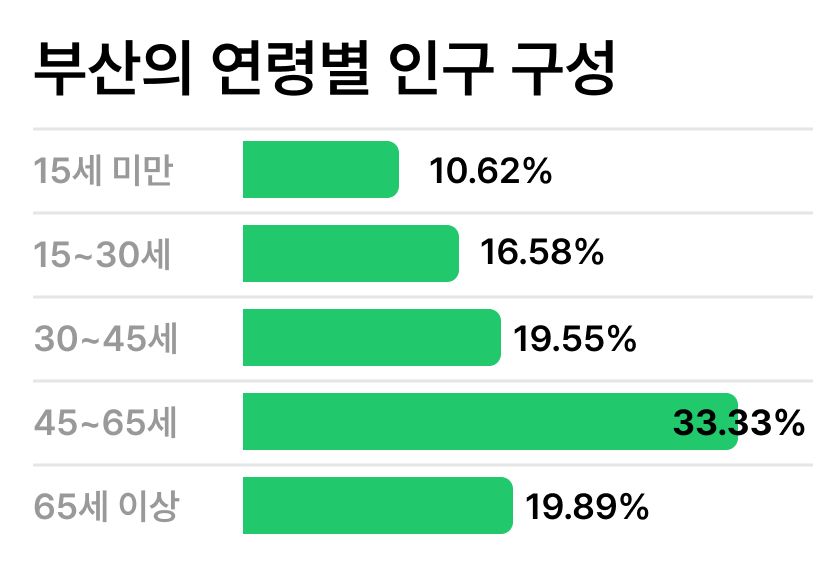 부산의 연령별 인구 구성
15세 미만 10.62%
15~30세 16.58%
30~45세 19.55%
45~65세 33.33%
65세 이상 19.89%